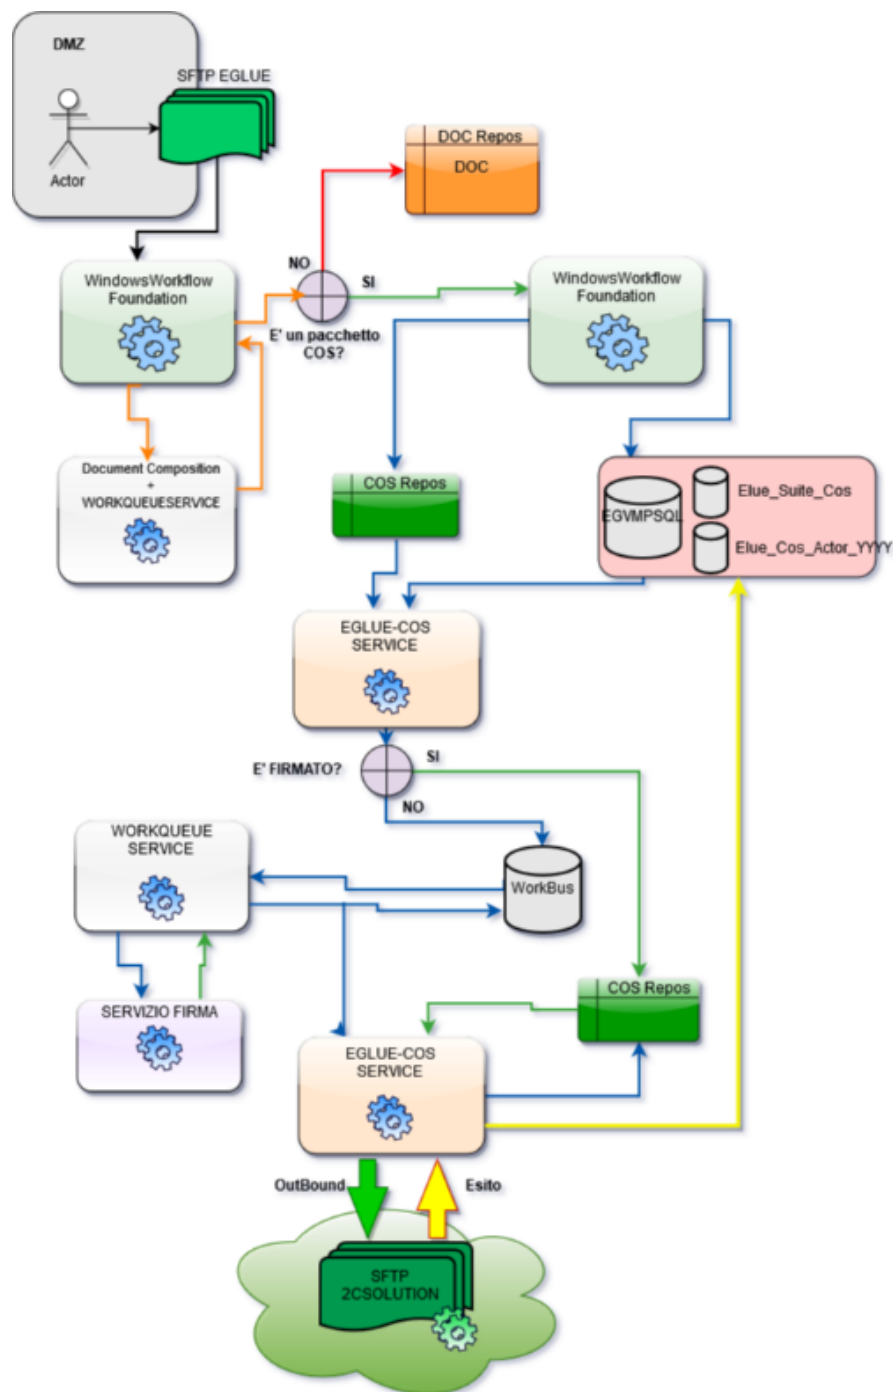 DMZ
SFTP EGLUE
Actor
DOC Repos
DOC
WindowsWorkflow
Foundation
NO
SI
E' un pacchetto
COS?
WindowsWorkflow
Foundation
Document Composition
+
WORKQUEUESERVICE
COS Repos
EGVMPSQL
Elue_Suite_Cos
Elue_Cos_Actor_YYYY
EGLUE-COS
SERVICE
E' FIRMATO?
SI
NO
WORKQUEUE
SERVICE
WorkBus
SERVIZIO FIRMA
COS Repos
EGLUE-COS
SERVICE
OutBound
Esito
SFTP
2CSOLUTION